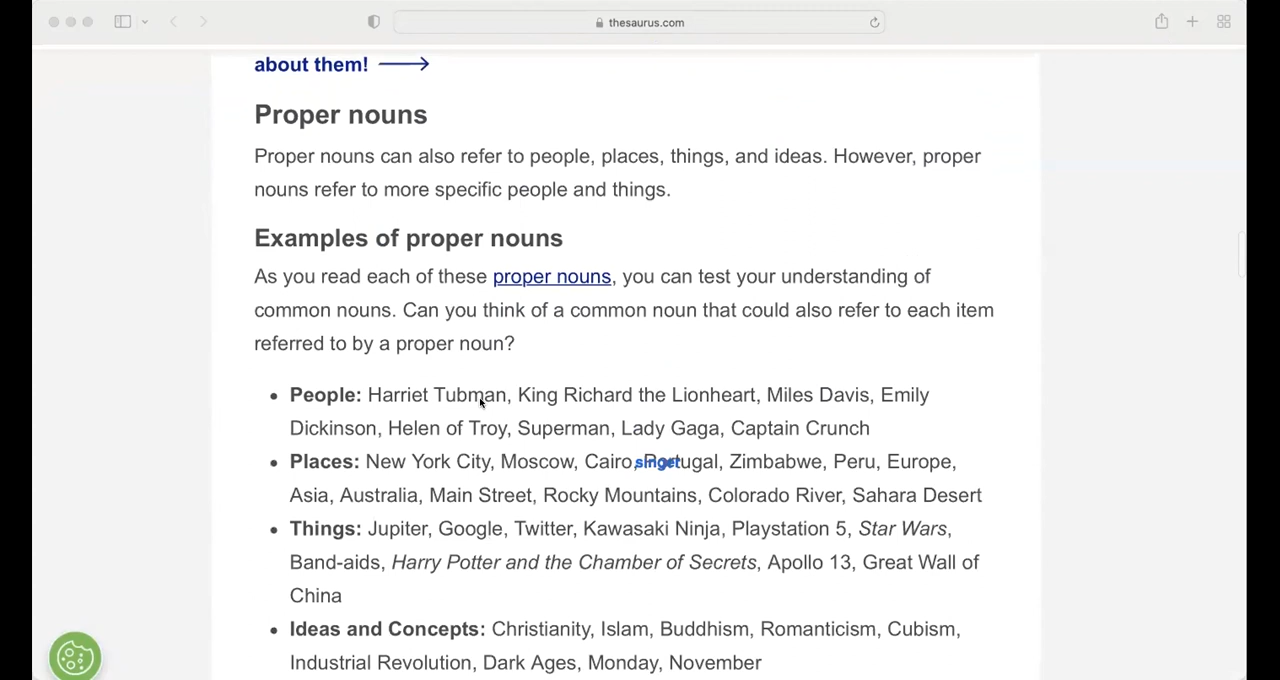 thesaurus.com
about them! →
Proper nouns
Proper nouns can also refer to people, places, things, and ideas. However, proper
nouns refer to more specific people and things.
Examples of proper nouns
As you read each of these proper nouns, you can test your understanding of
common nouns. Can you think of a common noun that could also refer to each item
referred to by a proper noun?
• People: Harriet Tubman, King Richard the Lionheart, Miles Davis, Emily
Dickinson, Helen of Troy, Superman, Lady Gaga, Captain Crunch
• Places: New York City, Moscow, Cairo, Portugal, Zimbabwe, Peru, Europe,
Asia, Australia, Main Street, Rocky Mountains, Colorado River, Sahara Desert
• Things: Jupiter, Google, Twitter, Kawasaki Ninja, Playstation 5, Star Wars,
Band-aids, Harry Potter and the Chamber of Secrets, Apollo 13, Great Wall of
China
• Ideas and Concepts: Christianity, Islam, Buddhism, Romanticism, Cubism,
Industrial Revolution, Dark Ages, Monday, November